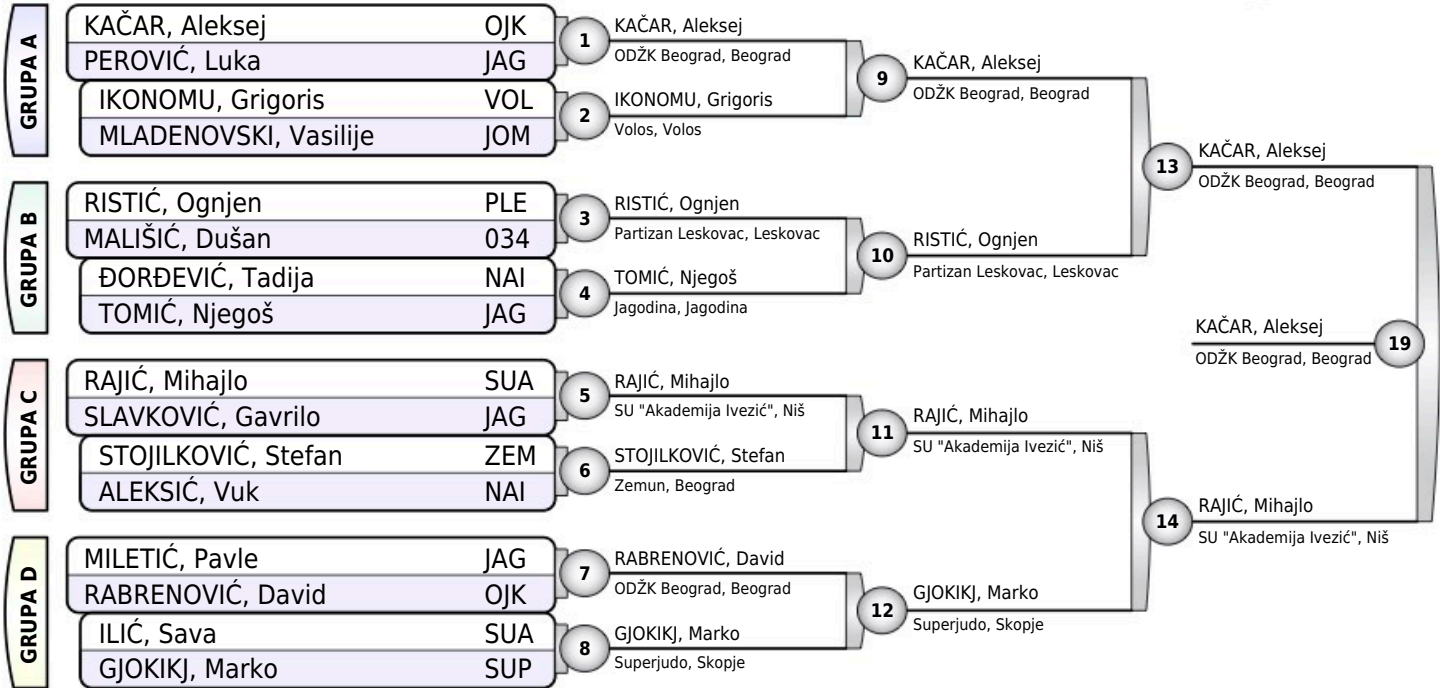 GRUPA A
KAČAR, Aleksej OJK
PEROVIĆ, Luka JAG
IKONOMU, Grigoris VOL
MLADENOVSKI, Vasilije JOM
GRUPA B
RISTIĆ, Ognjen PLE
MALIŠIĆ, Dušan 034
ĐORĐEVIĆ, Tadija NAI
TOMIĆ, Njegoš JAG
GRUPA C
RAJIĆ, Mihajlo SUA
SLAVKOVIĆ, Gavrilo JAG
STOJILKOVIĆ, Stefan ZEM
ALEKSIĆ, Vuk NAI
GRUPA D
MILETIĆ, Pavle JAG
RABRENOVIĆ, David OJK
ILIĆ, Sava SUA
GJOKIKJ, Marko SUP
1
KAČAR, Aleksej
ODŽK Beograd, Beograd
2
IKONOMU, Grigoris
Volos, Volos
3
RISTIĆ, Ognjen
Partizan Leskovac, Leskovac
4
TOMIĆ, Njegoš
Jagodina, Jagodina
5
RAJIĆ, Mihajlo
SU "Akademija Ivezić", Niš
6
STOJILKOVIĆ, Stefan
Zemun, Beograd
7
RABRENOVIĆ, David
ODŽK Beograd, Beograd
8
GJOKIKJ, Marko
Superjudo, Skopje
9
KAČAR, Aleksej
ODŽK Beograd, Beograd
10
RISTIĆ, Ognjen
Partizan Leskovac, Leskovac
11
RAJIĆ, Mihajlo
SU "Akademija Ivezić", Niš
12
GJOKIKJ, Marko
Superjudo, Skopje
13
KAČAR, Aleksej
ODŽK Beograd, Beograd
14
RAJIĆ, Mihajlo
SU "Akademija Ivezić", Niš
KAČAR, Aleksej
ODŽK Beograd, Beograd
19